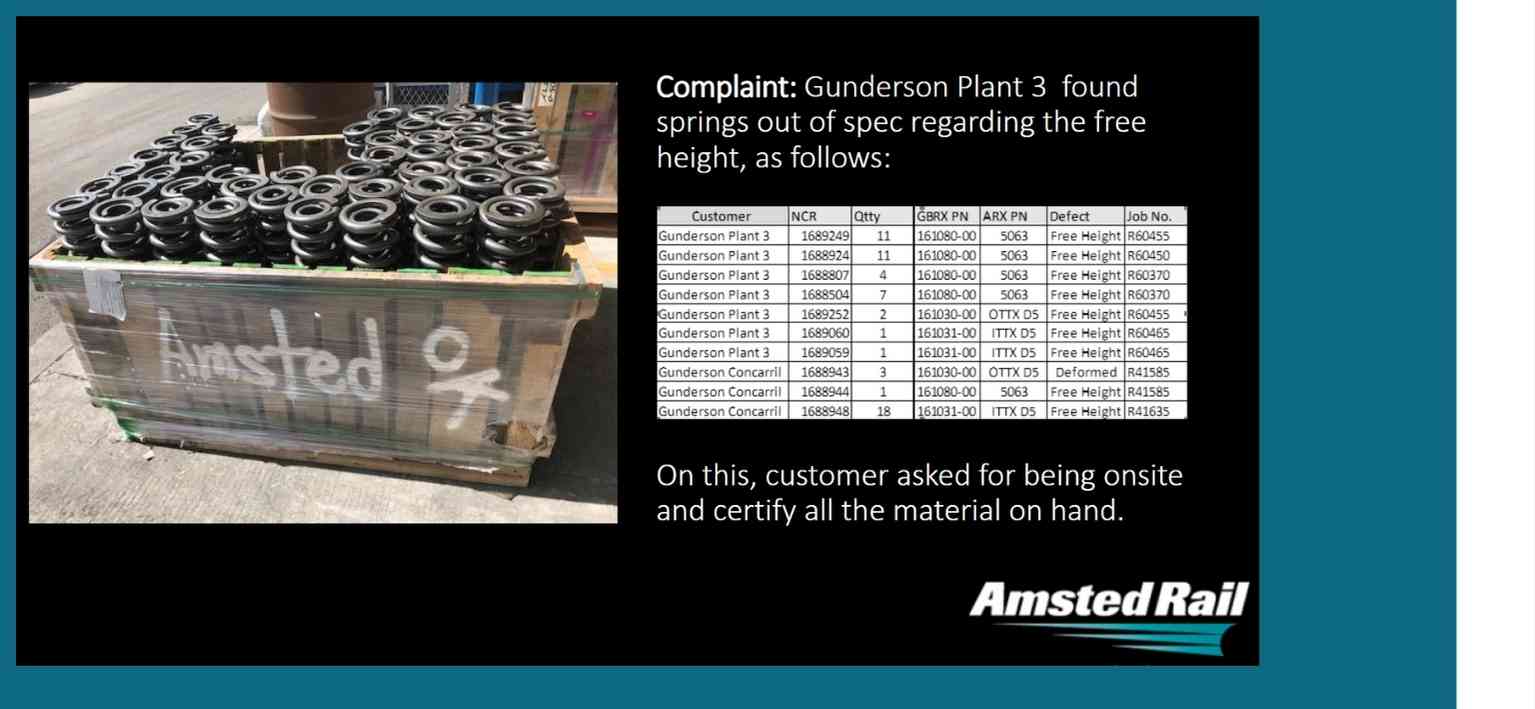 Complaint: Gunderson Plant 3 found
springs out of spec regarding the free
height, as follows:
Customer NCR Qtty GBRX PN ARX PN Defect Job No.
Gunderson Plant 3 1689249 11 161080-00 5063 Free Height R60455
Gunderson Plant 3 1688924 11 161080-00 5063 Free Height R60450
Gunderson Plant 3 1688807 4 161080-00 5063 Free Height R60370
Gunderson Plant 3 1688504 7 161080-00 5063 Free Height R60370
Gunderson Plant 3 1689252 2 161030-00 OTTX D5 Free Height R60455
Gunderson Plant 3 1689060 1 161031-00 ITTX D5 Free Height R60465
Gunderson Plant 3 1689059 1 161031-00 ITTX D5 Free Height R60465
Gunderson Concarril 1688943 3 161030-00 OTTX D5 Deformed R41585
Gunderson Concarril 1688944 1 161080-00 5063 Free Height R41585
Gunderson Concarril 1688948 18 161031-00 ITTX D5 Free Height R41635
Amsted OK
On this, customer asked for being onsite
and certify all the material on hand.
Amsted Rail